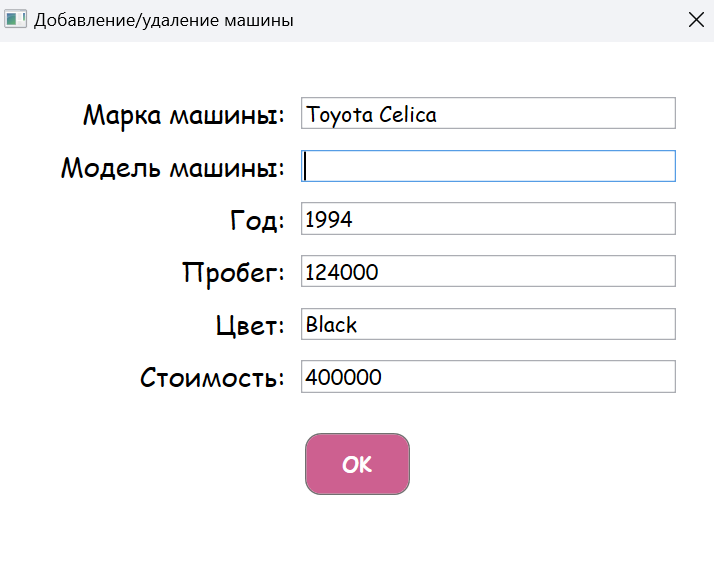 Добавление/удаление машины
Марка машины: Toyota Celica
Модель машины:
Год: 1994
Пробег: 124000
Цвет: Black
Стоимость: 400000
OK